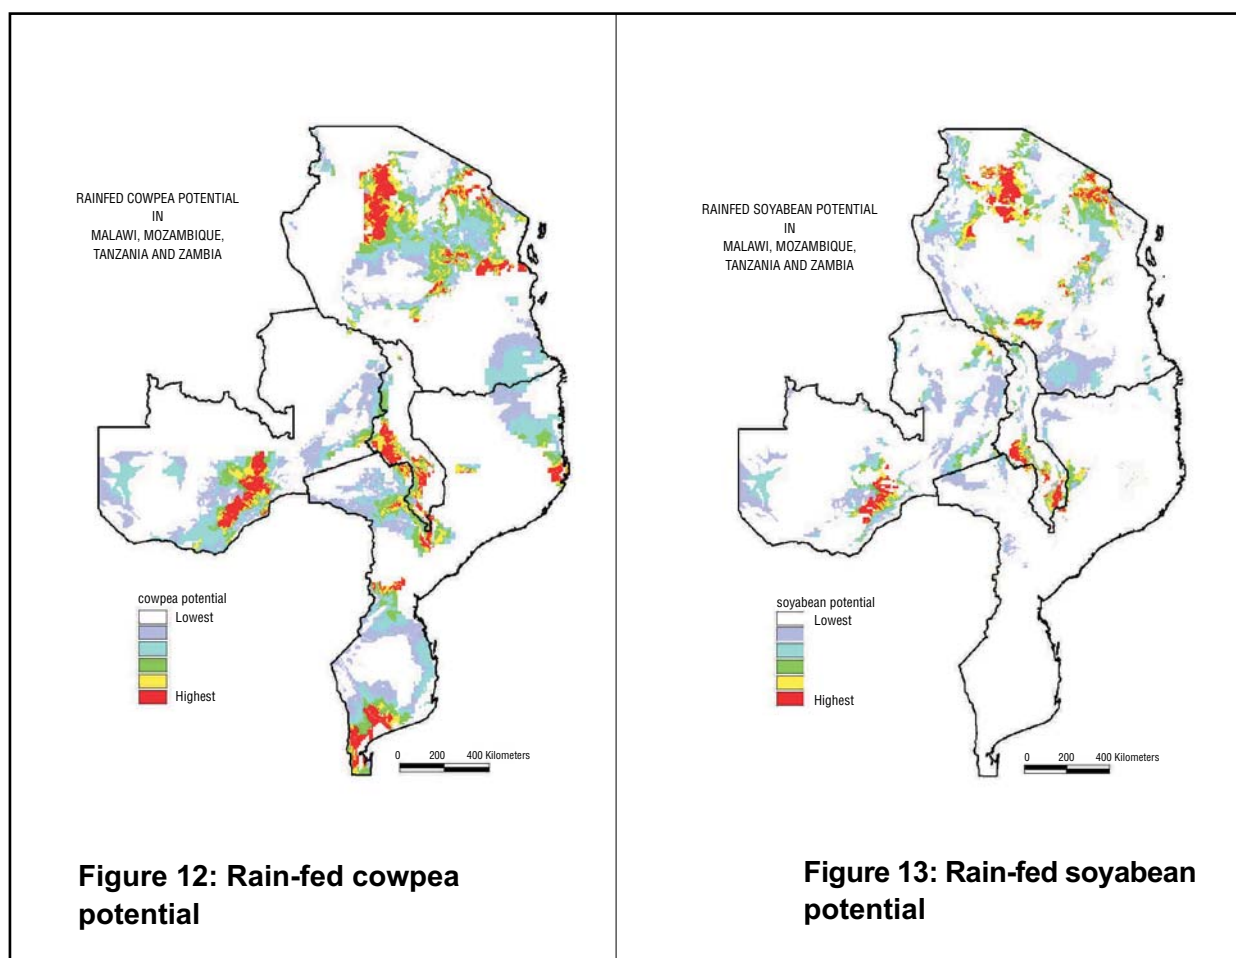 RAINFED COWPEA POTENTIAL
IN
MALAWI, MOZAMBIQUE,
TANZANIA AND ZAMBIA
cowpea potential
Lowest
Highest
0 200 400 Kilometers
Figure 12: Rain-fed cowpea
potential
RAINFED SOYABEAN POTENTIAL
IN
MALAWI, MOZAMBIQUE,
TANZANIA AND ZAMBIA
soyabean potential
Lowest
Highest
0 200 400 Kilometers
Figure 13: Rain-fed soyabean
potential